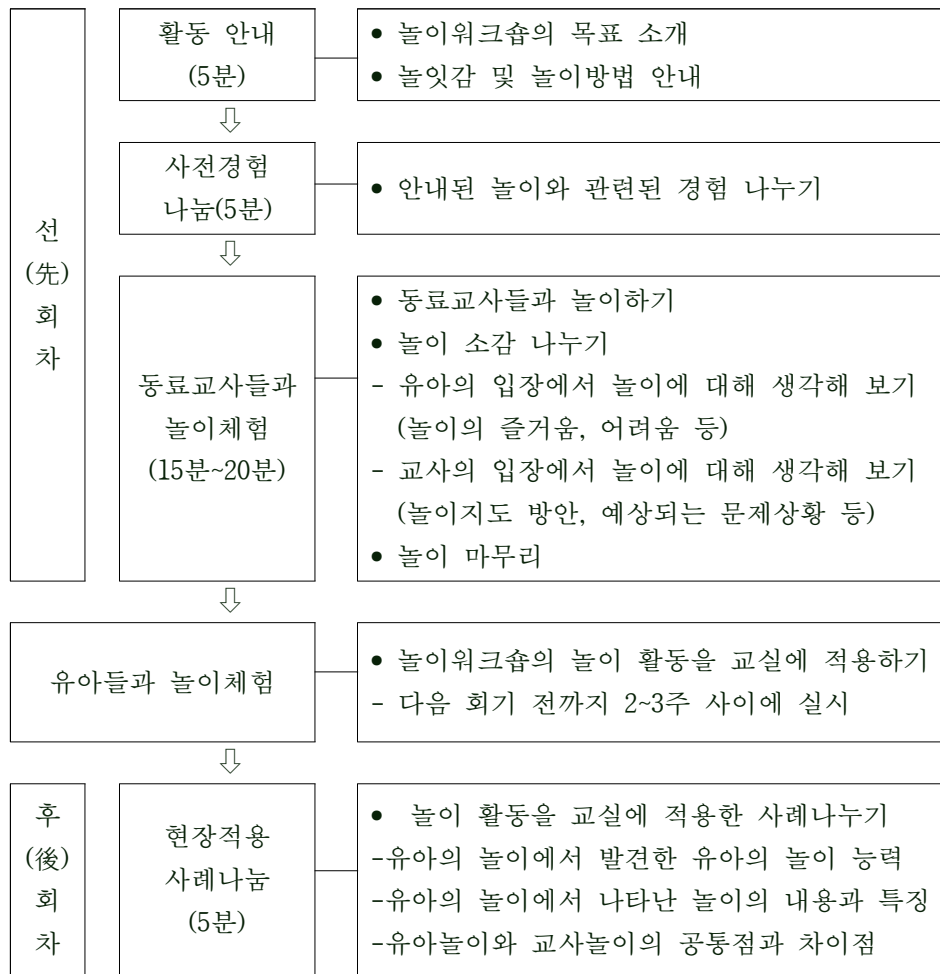 선
(先)
회
차
활동 안내
(5분)
• 놀이워크숍의 목표 소개
• 놀잇감 및 놀이방법 안내
⇩
사전경험
나눔(5분)
• 안내된 놀이와 관련된 경험 나누기
⇩
동료교사들과
놀이체험
(15분~20분)
• 동료교사들과 놀이하기
• 놀이 소감 나누기
- 유아의 입장에서 놀이에 대해 생각해 보기
(놀이의 즐거움, 어려움 등)
- 교사의 입장에서 놀이에 대해 생각해 보기
(놀이지도 방안, 예상되는 문제상황 등)
• 놀이 마무리
⇩
유아들과 놀이체험
• 놀이워크숍의 놀이 활동을 교실에 적용하기
- 다음 회기 전까지 2~3주 사이에 실시
⇩
후
(後)
회
차
현장적용
사례나눔
(5분)
• 놀이 활동을 교실에 적용한 사례나누기
-유아의 놀이에서 발견한 유아의 놀이 능력
-유아의 놀이에서 나타난 놀이의 내용과 특징
-유아놀이와 교사놀이의 공통점과 차이점